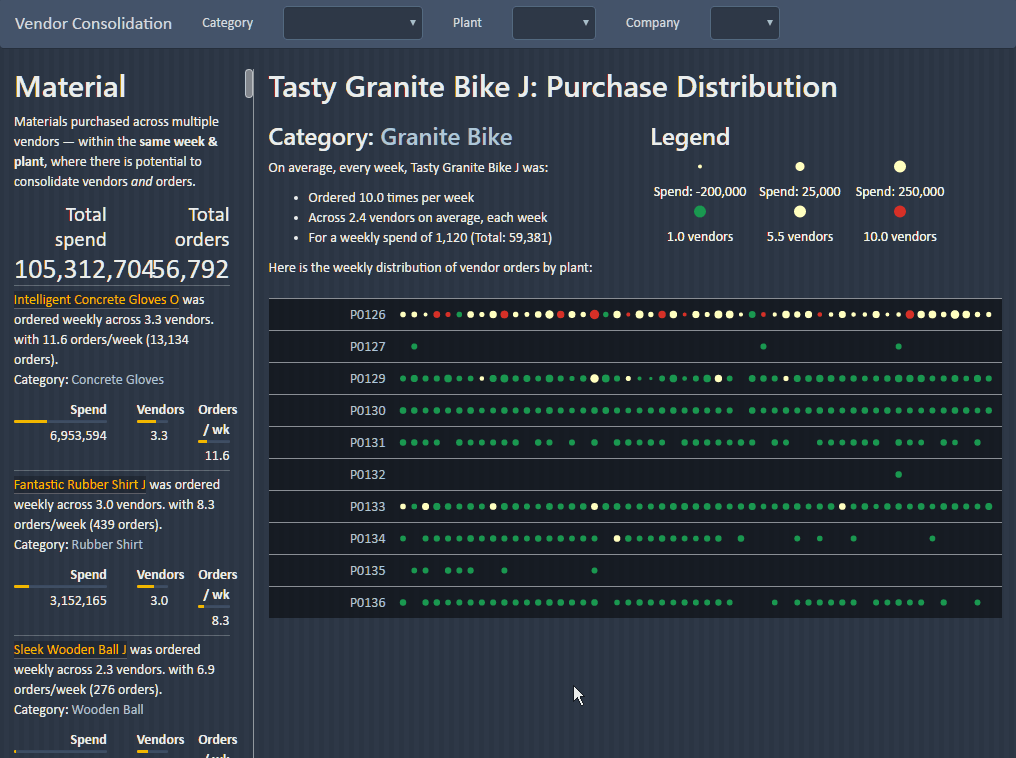 Vendor Consolidation Category Plant Company
Material
Materials purchased across multiple
vendors — within the same week &
plant, where there is potential to
consolidate vendors and orders.
Total spend Total orders
105,312,704 56,792
Intelligent Concrete Gloves O was
ordered weekly across 3.3 vendors.
with 11.6 orders/week (13,134
orders).
Category: Concrete Gloves
Spend Vendors Orders / wk
6,953,594 3.3 11.6
Fantastic Rubber Shirt J was ordered
weekly across 3.0 vendors. with 8.3
orders/week (439 orders).
Category: Rubber Shirt
Spend Vendors Orders / wk
3,152,165 3.0 8.3
Sleek Wooden Ball J was ordered
weekly across 2.3 vendors. with 6.9
orders/week (276 orders).
Category: Wooden Ball
Spend Vendors Orders / wk
Tasty Granite Bike J: Purchase Distribution
Category: Granite Bike
On average, every week, Tasty Granite Bike J was:
• Ordered 10.0 times per week
• Across 2.4 vendors on average, each week
• For a weekly spend of 1,120 (Total: 59,381)
Here is the weekly distribution of vendor orders by plant:
Legend
Spend: -200,000 Spend: 25,000 Spend: 250,000
1.0 vendors 5.5 vendors 10.0 vendors
P0126
P0127
P0129
P0130
P0131
P0132
P0133
P0134
P0135
P0136